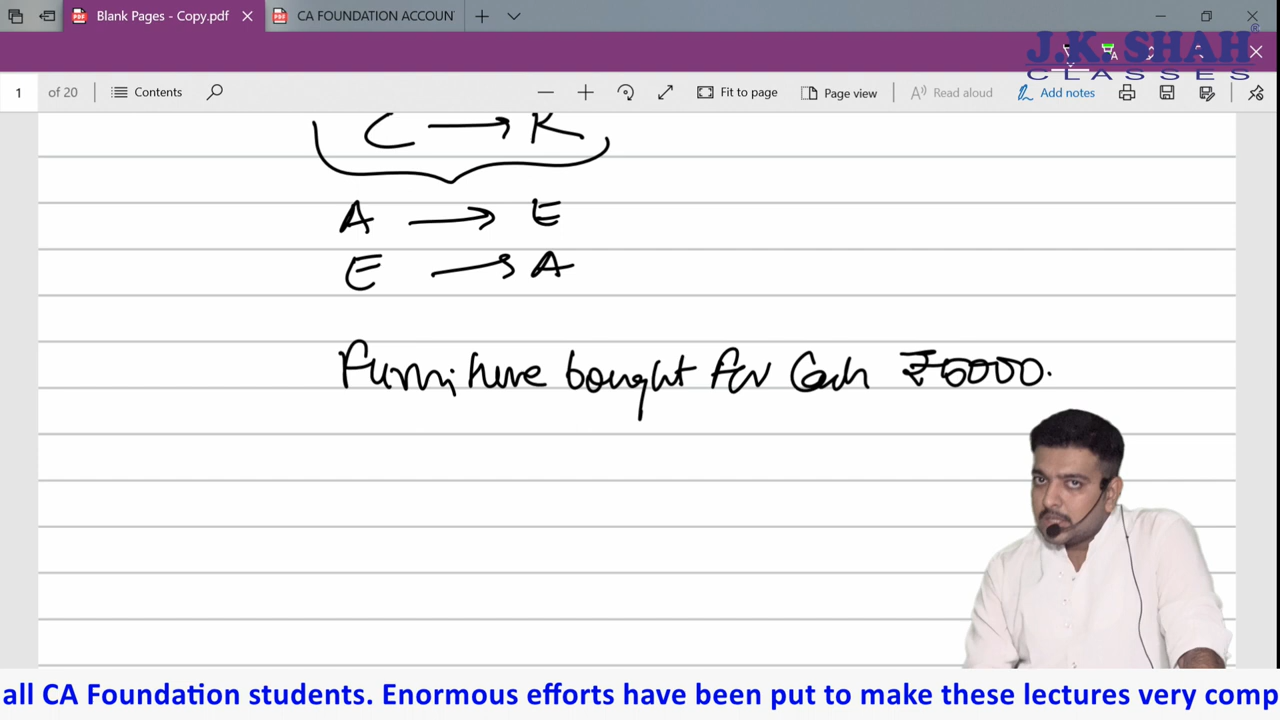 Blank Pages - Copy.pdf
CA FOUNDATION ACCOUN
J.K. SHAH®
CLASSES
1 of 20 Contents Fit to page Page view Read aloud Add notes
C → R
A → E
E → A
Furniture bought for Cash ₹5000.
all CA Foundation students. Enormous efforts have been put to make these lectures very comp